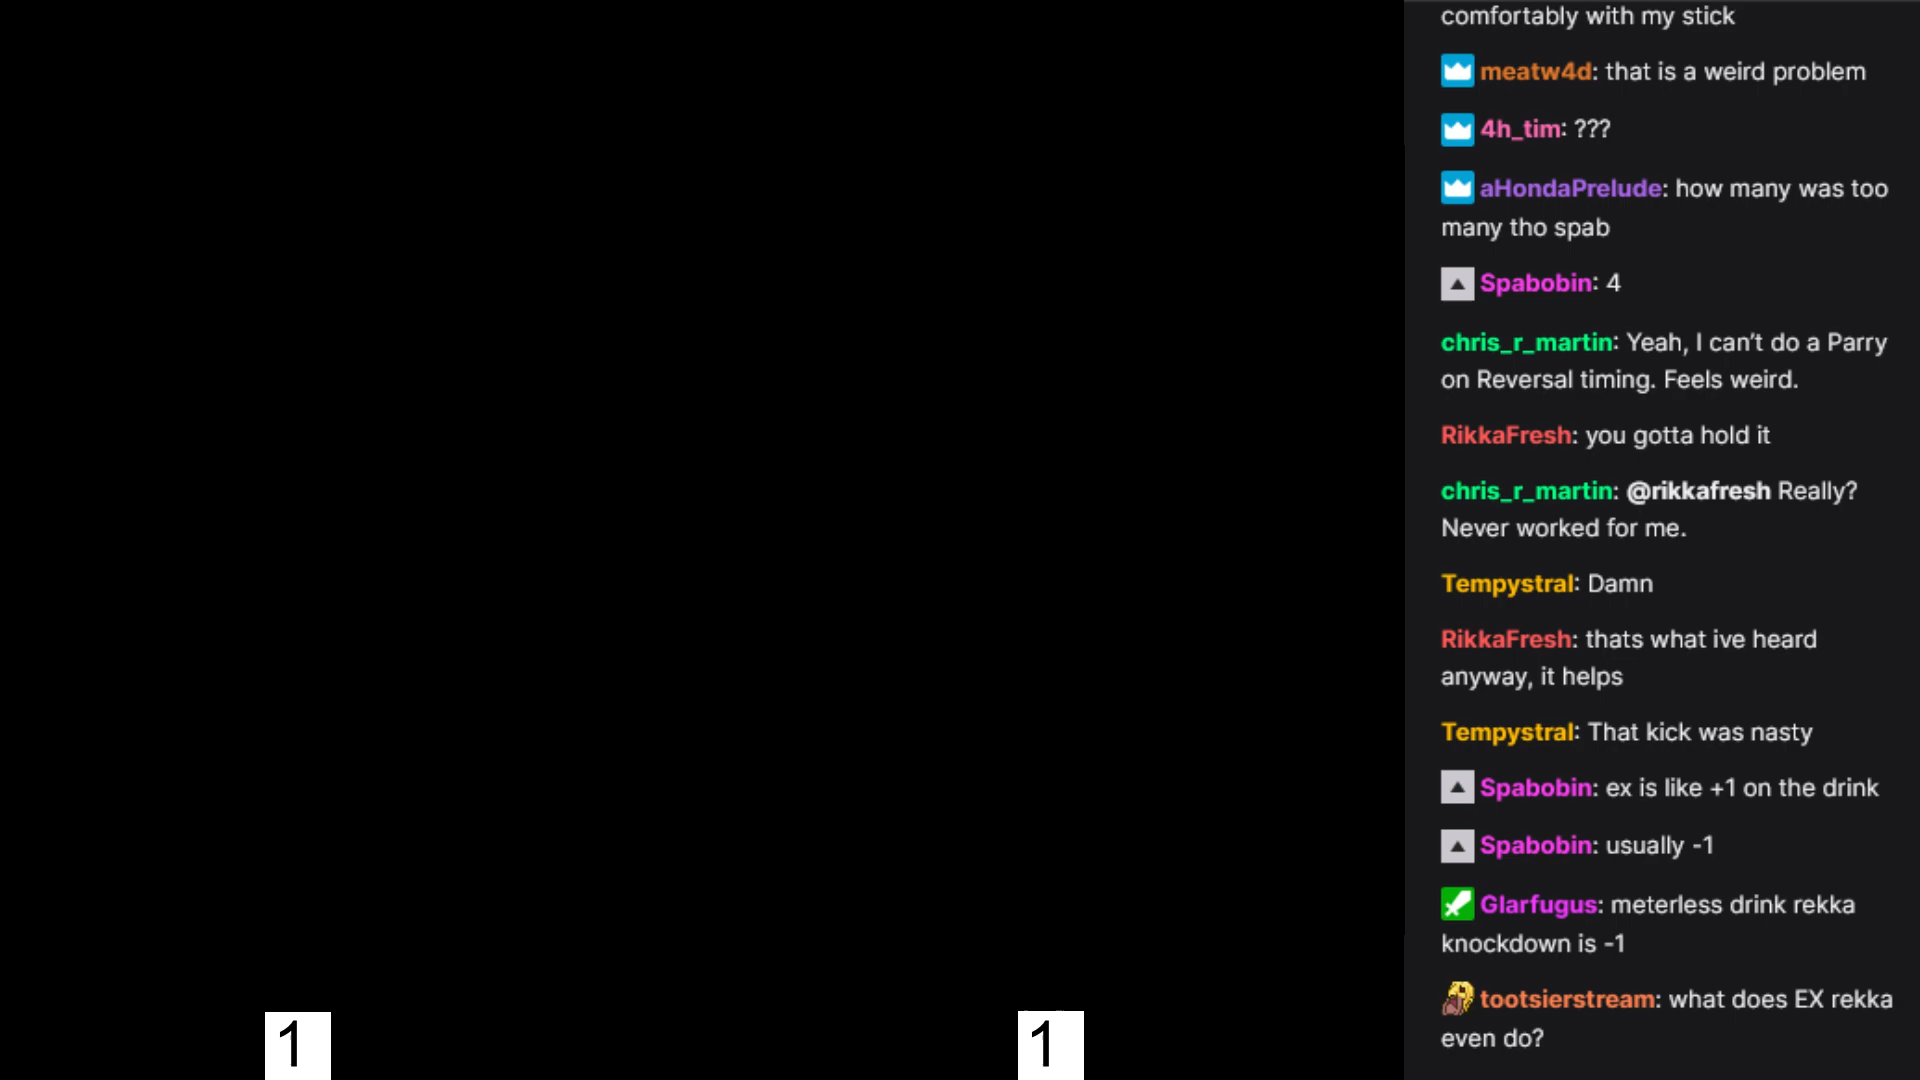 comfortably with my stick
meatw4d: that is a weird problem
4h_tim: ???
aHondaPrelude: how many was too
many tho spab
Spabobin: 4
chris_r_martin: Yeah, I can’t do a Parry
on Reversal timing. Feels weird.
RikkaFresh: you gotta hold it
chris_r_martin: @rikkafresh Really?
Never worked for me.
Tempystral: Damn
RikkaFresh: thats what ive heard
anyway, it helps
Tempystral: That kick was nasty
Spabobin: ex is like +1 on the drink
Spabobin: usually -1
Glarfugus: meterless drink rekka
knockdown is -1
tootsierstream: what does EX rekka
even do?
1
1